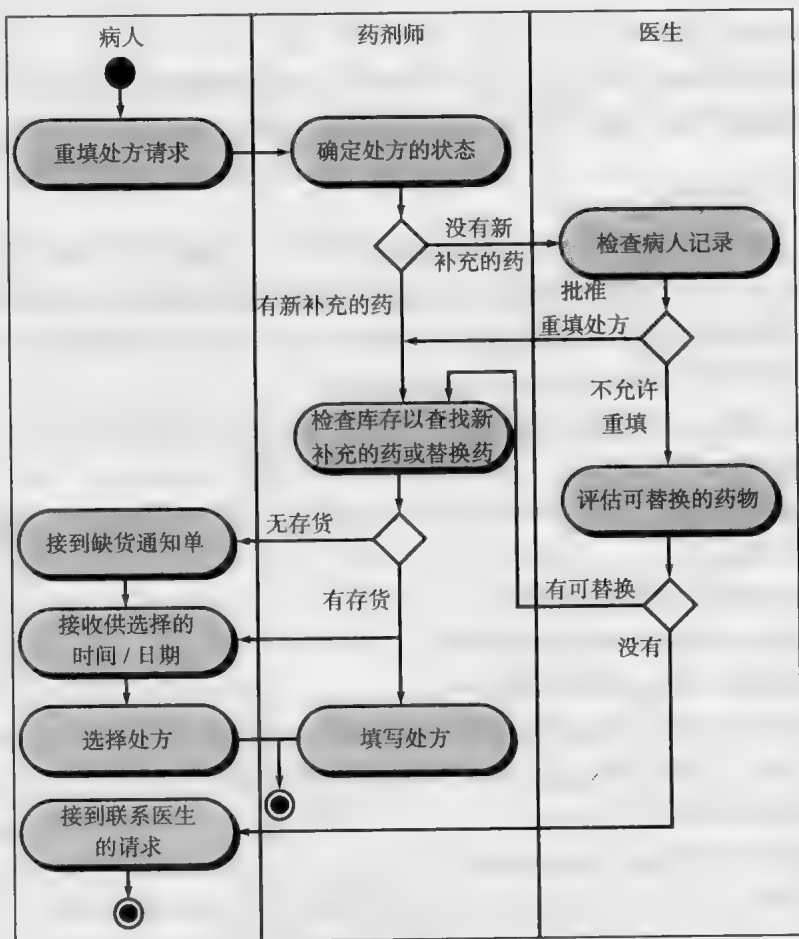 病人
药剂师
医生
重填处方请求
确定处方的状态
没有新
补充的药
检查病人记录
有新补充的药
批准
重填处方
不允许
重填
检查库存以查找新
补充的药或替换药
评估可替换的药物
无存货
接到缺货通知单
有存货
有可替换
没有
接收供选择的
时间/日期
选择处方
填写处方
接到联系医生
的请求